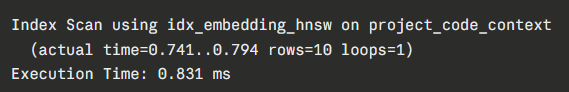 Index Scan using idx_embedding_hnsw on project_code_context
(actual time=0.741..0.794 rows=10 loops=1)
Execution Time: 0.831 ms